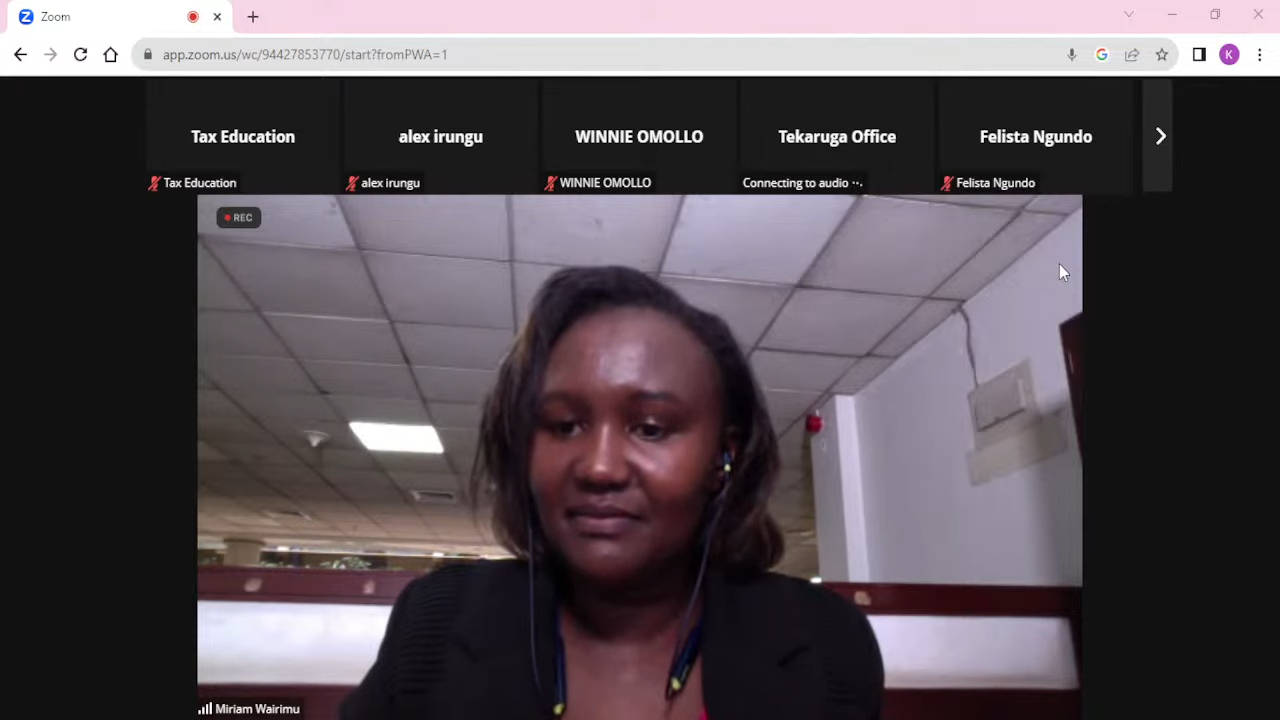 Zoom
app.zoom.us/wc/94427853770/start?fromPWA=1
K
Tax Education
alex irungu
WINNIE OMOLLO
Tekaruga Office
Felista Ngundo
Tax Education
alex irungu
WINNIE OMOLLO
Connecting to audio ···
Felista Ngundo
REC
Miriam Wairimu